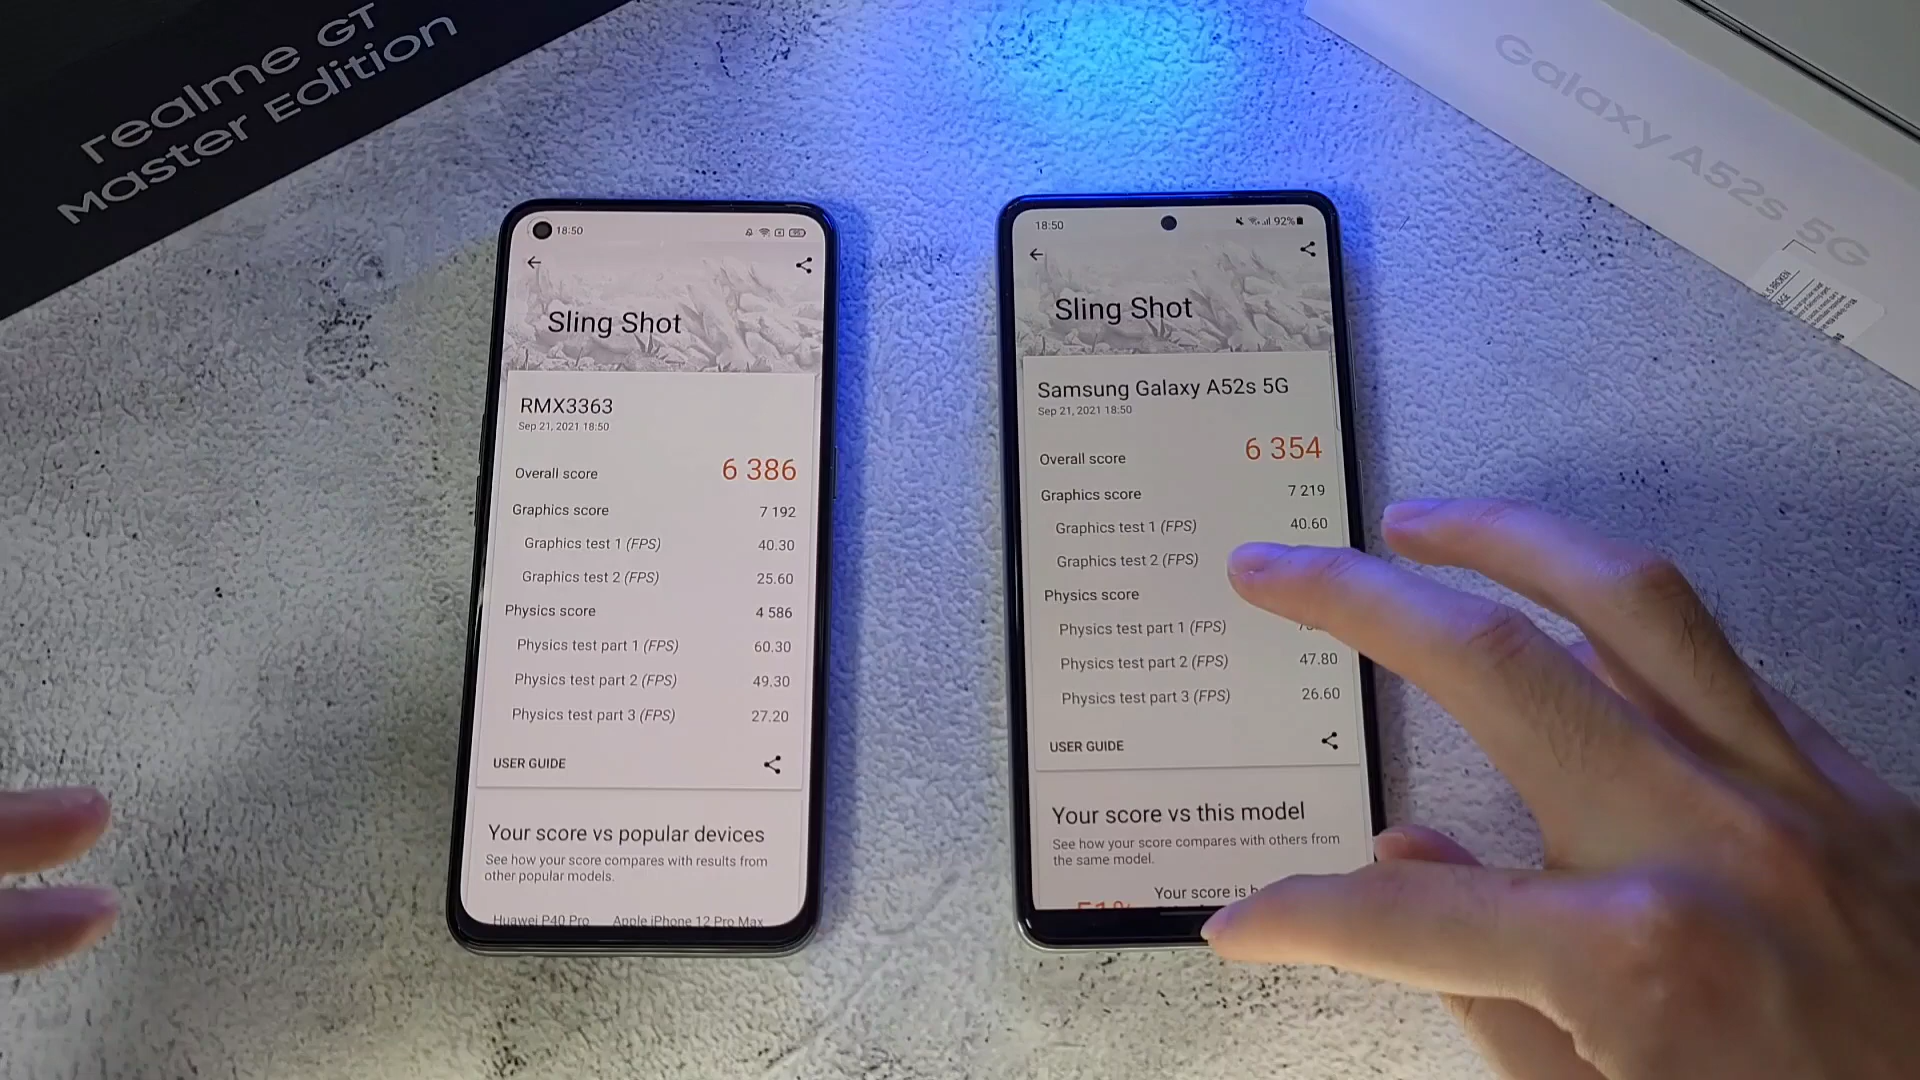 realme GT
Master Edition
Galaxy A52s 5G
18:50
Sling Shot
RMX3363
Sep 21, 2021 18:50
Overall score 6 386
Graphics score 7 192
Graphics test 1 (FPS) 40.30
Graphics test 2 (FPS) 25.60
Physics score 4 586
Physics test part 1 (FPS) 60.30
Physics test part 2 (FPS) 49.30
Physics test part 3 (FPS) 27.20
USER GUIDE
Your score vs popular devices
See how your score compares with results from
other popular models.
Huawei P40 Pro Apple iPhone 12 Pro Max
18:50 92%
Sling Shot
Samsung Galaxy A52s 5G
Sep 21, 2021 18:50
Overall score 6 354
Graphics score 7 219
Graphics test 1 (FPS) 40.60
Graphics test 2 (FPS)
Physics score
Physics test part 1 (FPS)
Physics test part 2 (FPS) 47.80
Physics test part 3 (FPS) 26.60
USER GUIDE
Your score vs this model
See how your score compares with others from
the same model.
Your score is
51%